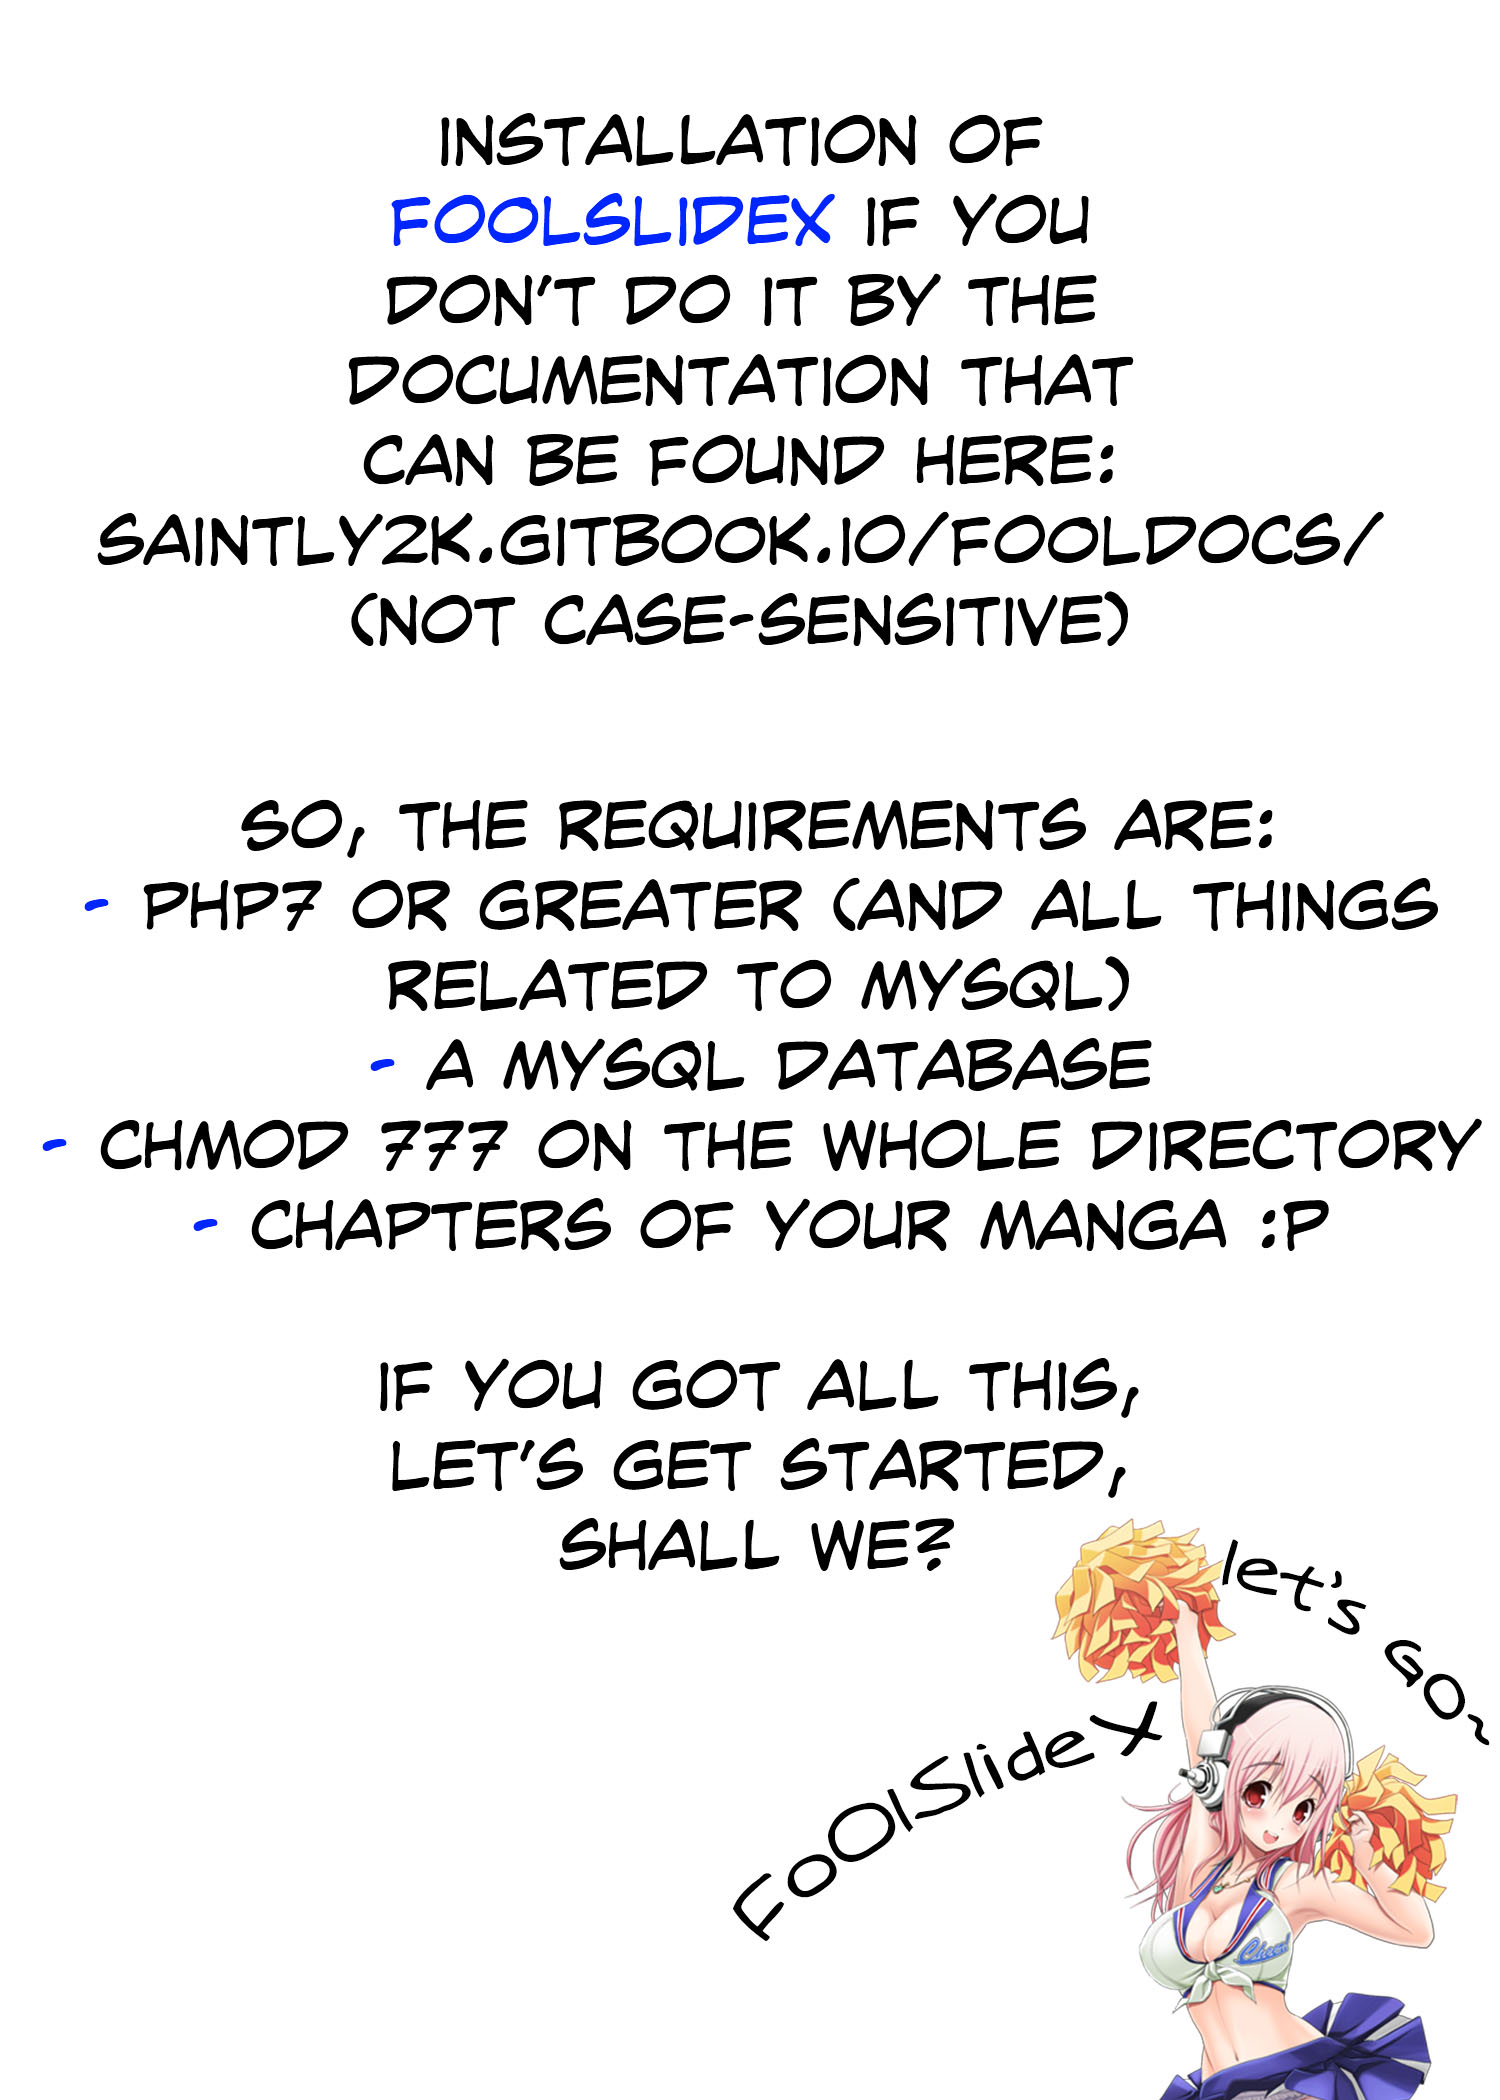 INSTALLATION OF
FOOLSLIDEX IF YOU
DON'T DO IT BY THE
DOCUMENTATION THAT
CAN BE FOUND HERE:
SAINTLY2K.GITBOOK.IO/FOOLDOCS/
(NOT CASE-SENSITIVE)
SO, THE REQUIREMENTS ARE:
- PHP7 OR GREATER (AND ALL THINGS
RELATED TO MYSQL)
- A MYSQL DATABASE
- CHMOD 777 ON THE WHOLE DIRECTORY
- CHAPTERS OF YOUR MANGA :P
IF YOU GOT ALL THIS,
LET'S GET STARTED,
SHALL WE?
let's GO~
FoOlSlideX
Cheer!